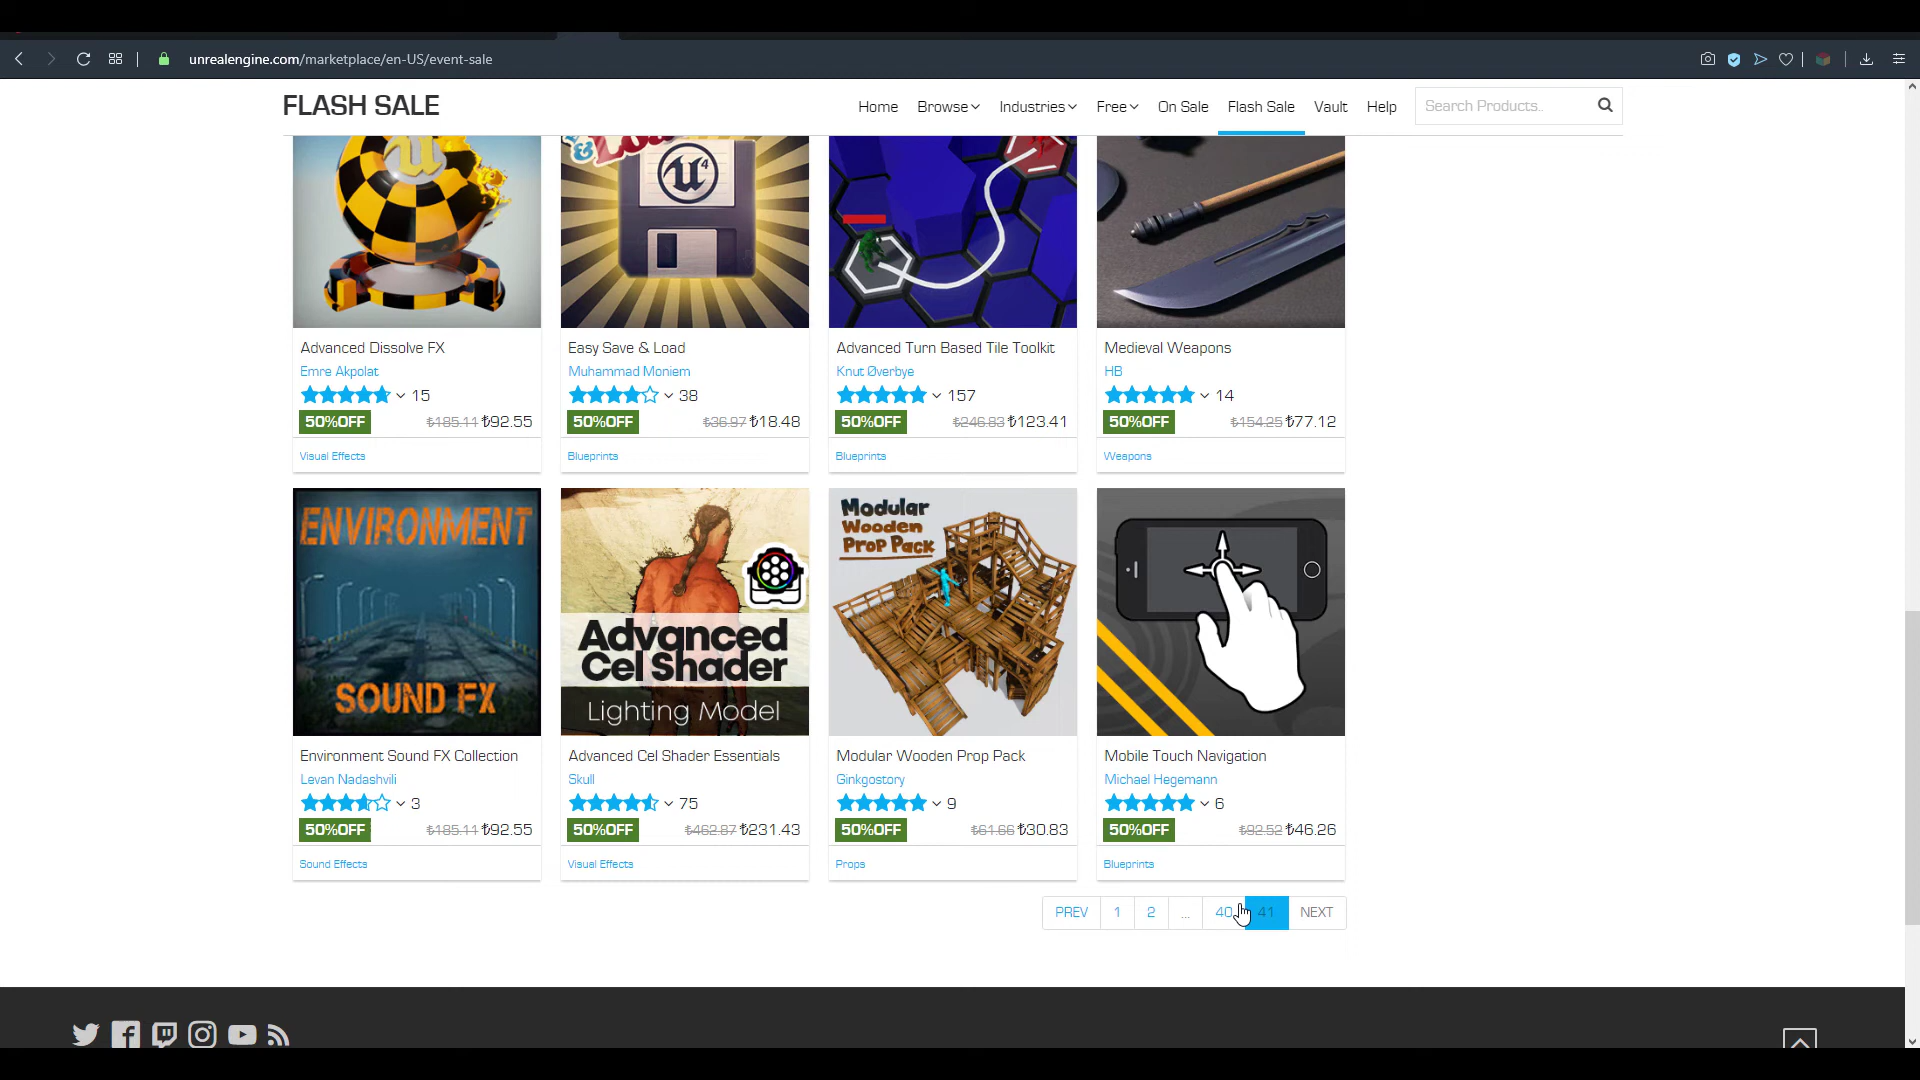 unrealengine.com/marketplace/en-US/event-sale
FLASH SALE
Home Browse Industries Free On Sale Flash Sale Vault Help Search Products..
4
Advanced Dissolve FX
Emre Akpolat
15
50%OFF ₺185.11 ₺92.55
Visual Effects
Easy Save & Load
Muhammad Moniem
38
50%OFF ₺36.97 ₺18.48
Blueprints
Advanced Turn Based Tile Toolkit
Knut Øverbye
157
50%OFF ₺246.83 ₺123.41
Blueprints
Medieval Weapons
HB
14
50%OFF ₺154.25 ₺77.12
Weapons
ENVIRONMENT
SOUND FX
Environment Sound FX Collection
Levan Nadashvili
3
50%OFF ₺185.11 ₺92.55
Sound Effects
Advanced
Cel Shader
Lighting Model
Advanced Cel Shader Essentials
Skull
75
50%OFF ₺462.87 ₺231.43
Visual Effects
Modular
Wooden
Prop Pack
Modular Wooden Prop Pack
Ginkgostory
9
50%OFF ₺61.66 ₺30.83
Props
Mobile Touch Navigation
Michael Hegemann
6
50%OFF ₺92.52 ₺46.26
Blueprints
PREV 1 2 ... 40 41 NEXT